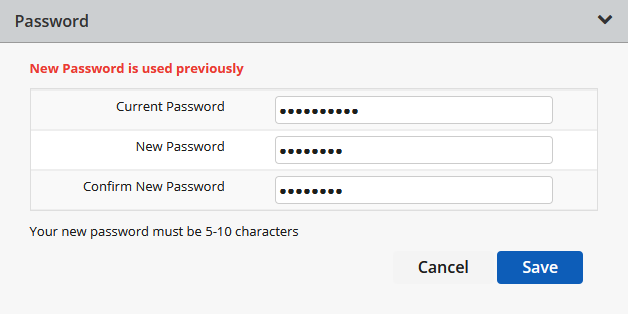 Password
New Password is used previously
Current Password ••••••••••
New Password ••••••••
Confirm New Password ••••••••
Your new password must be 5-10 characters
Cancel Save